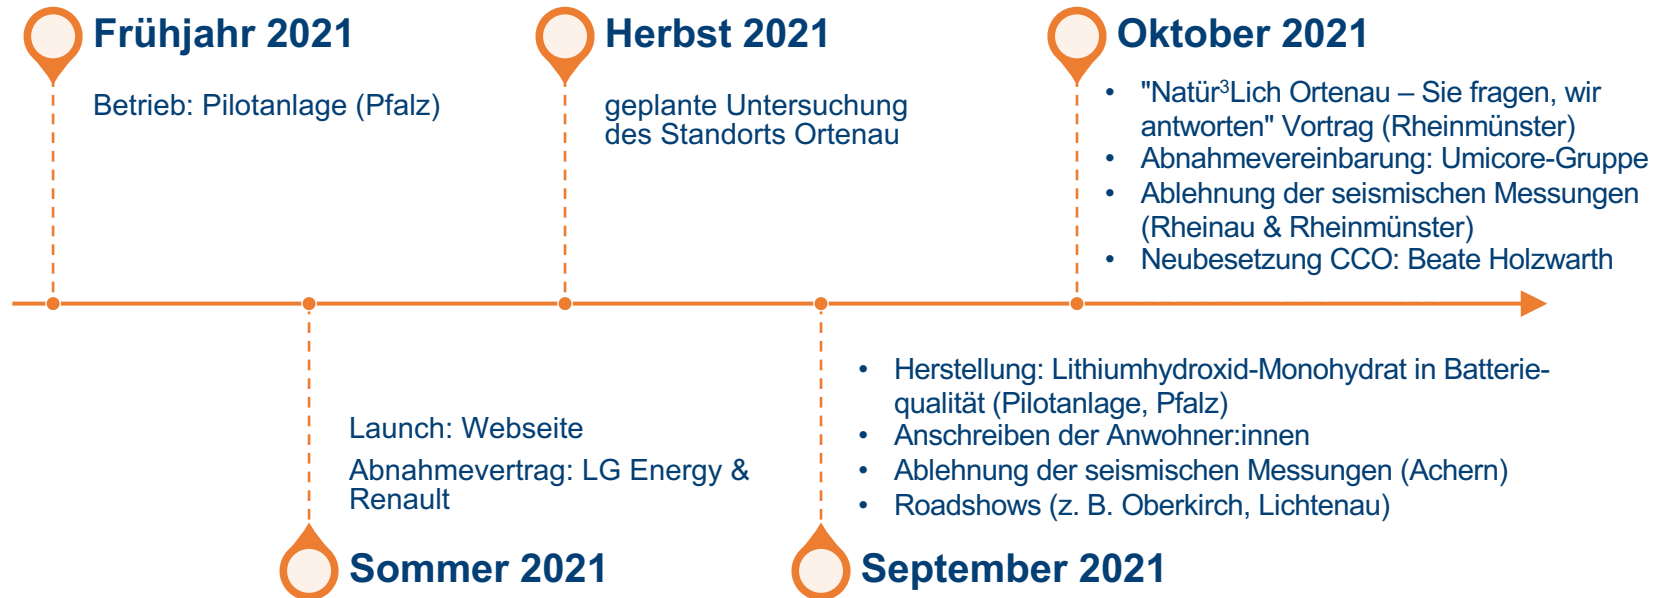 Frühjahr 2021
Betrieb: Pilotanlage (Pfalz)
Herbst 2021
geplante Untersuchung
des Standorts Ortenau
Oktober 2021
• "Natür³Lich Ortenau – Sie fragen, wir
antworten" Vortrag (Rheinmünster)
• Abnahmevereinbarung: Umicore-Gruppe
• Ablehnung der seismischen Messungen
(Rheinau & Rheinmünster)
• Neubesetzung CCO: Beate Holzwarth
Launch: Webseite
Abnahmevertrag: LG Energy &
Renault
Sommer 2021
• Herstellung: Lithiumhydroxid-Monohydrat in Batterie-
qualität (Pilotanlage, Pfalz)
• Anschreiben der Anwohner:innen
• Ablehnung der seismischen Messungen (Achern)
• Roadshows (z. B. Oberkirch, Lichtenau)
September 2021